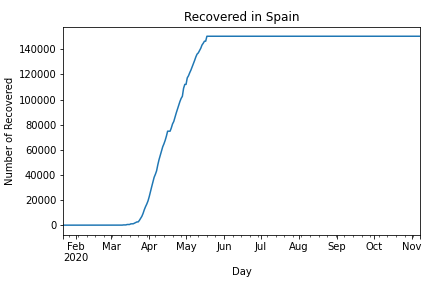 Recovered in Spain
Number of Recovered
140000
120000
100000
80000
60000
40000
20000
0
Feb Mar Apr May Jun Jul Aug Sep Oct Nov
2020
Day